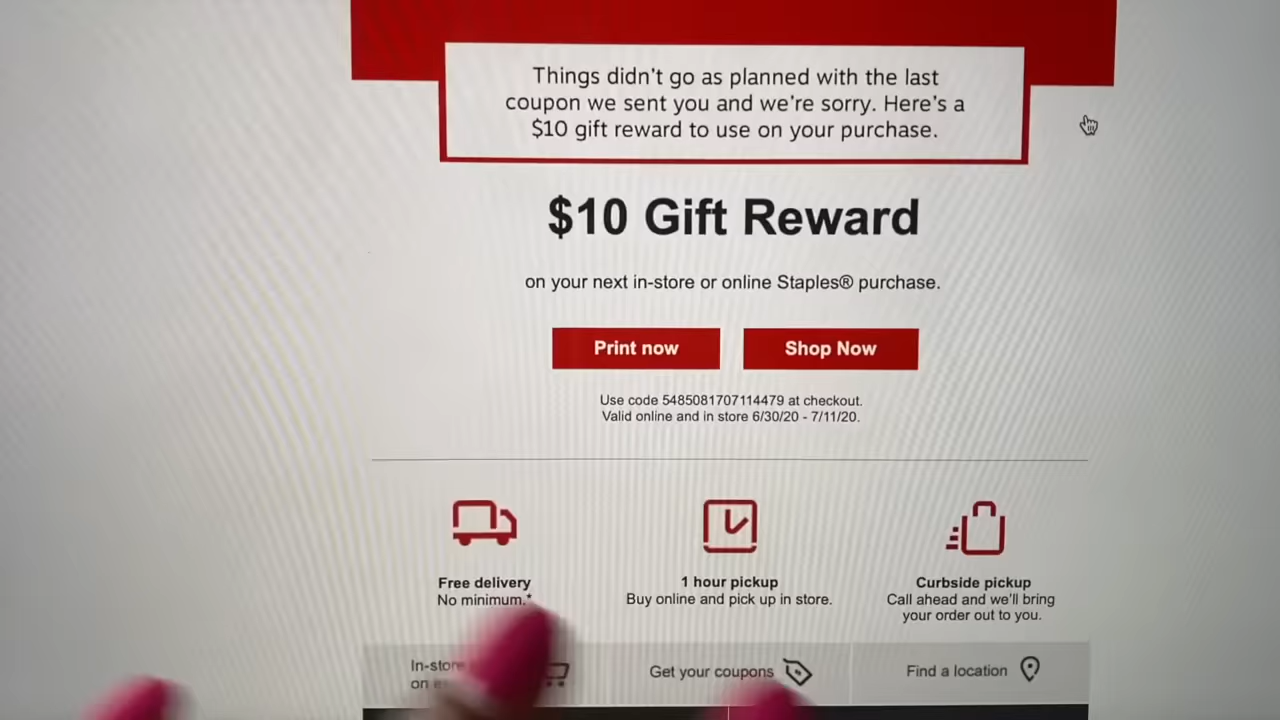 Things didn't go as planned with the last
coupon we sent you and we're sorry. Here's a
$10 gift reward to use on your purchase.
$10 Gift Reward
on your next in-store or online Staples® purchase.
Print now
Shop Now
Use code 5485081707114479 at checkout.
Valid online and in store 6/30/20 - 7/11/20.
Free delivery
No minimum.*
1 hour pickup
Buy online and pick up in store.
Curbside pickup
Call ahead and we'll bring
your order out to you.
In-store
on
Get your coupons
Find a location